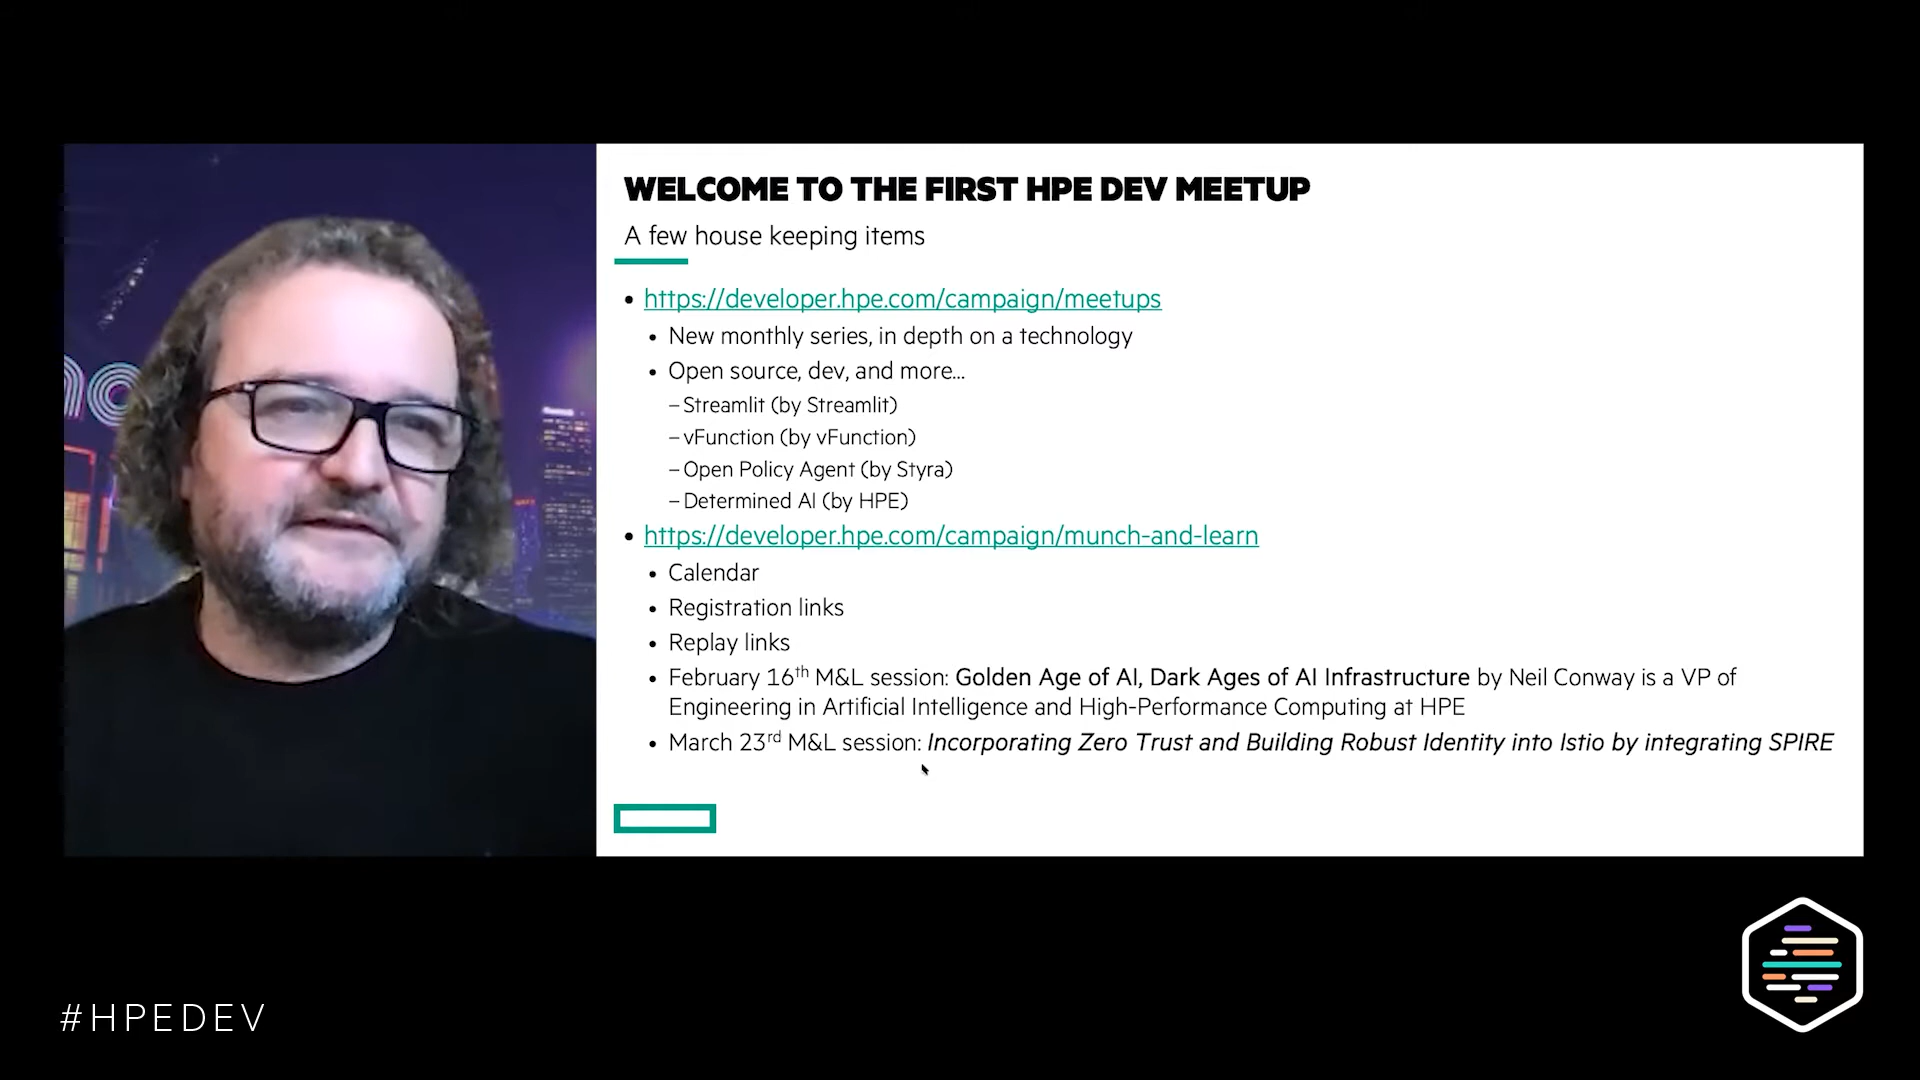 WELCOME TO THE FIRST HPE DEV MEETUP
A few house keeping items
• https://developer.hpe.com/campaign/meetups
• New monthly series, in depth on a technology
• Open source, dev, and more...
– Streamlit (by Streamlit)
– vFunction (by vFunction)
– Open Policy Agent (by Styra)
– Determined AI (by HPE)
• https://developer.hpe.com/campaign/munch-and-learn
• Calendar
• Registration links
• Replay links
• February 16th M&L session: Golden Age of AI, Dark Ages of AI Infrastructure by Neil Conway is a VP of
Engineering in Artificial Intelligence and High-Performance Computing at HPE
• March 23rd M&L session: Incorporating Zero Trust and Building Robust Identity into Istio by integrating SPIRE
#HPEDEV